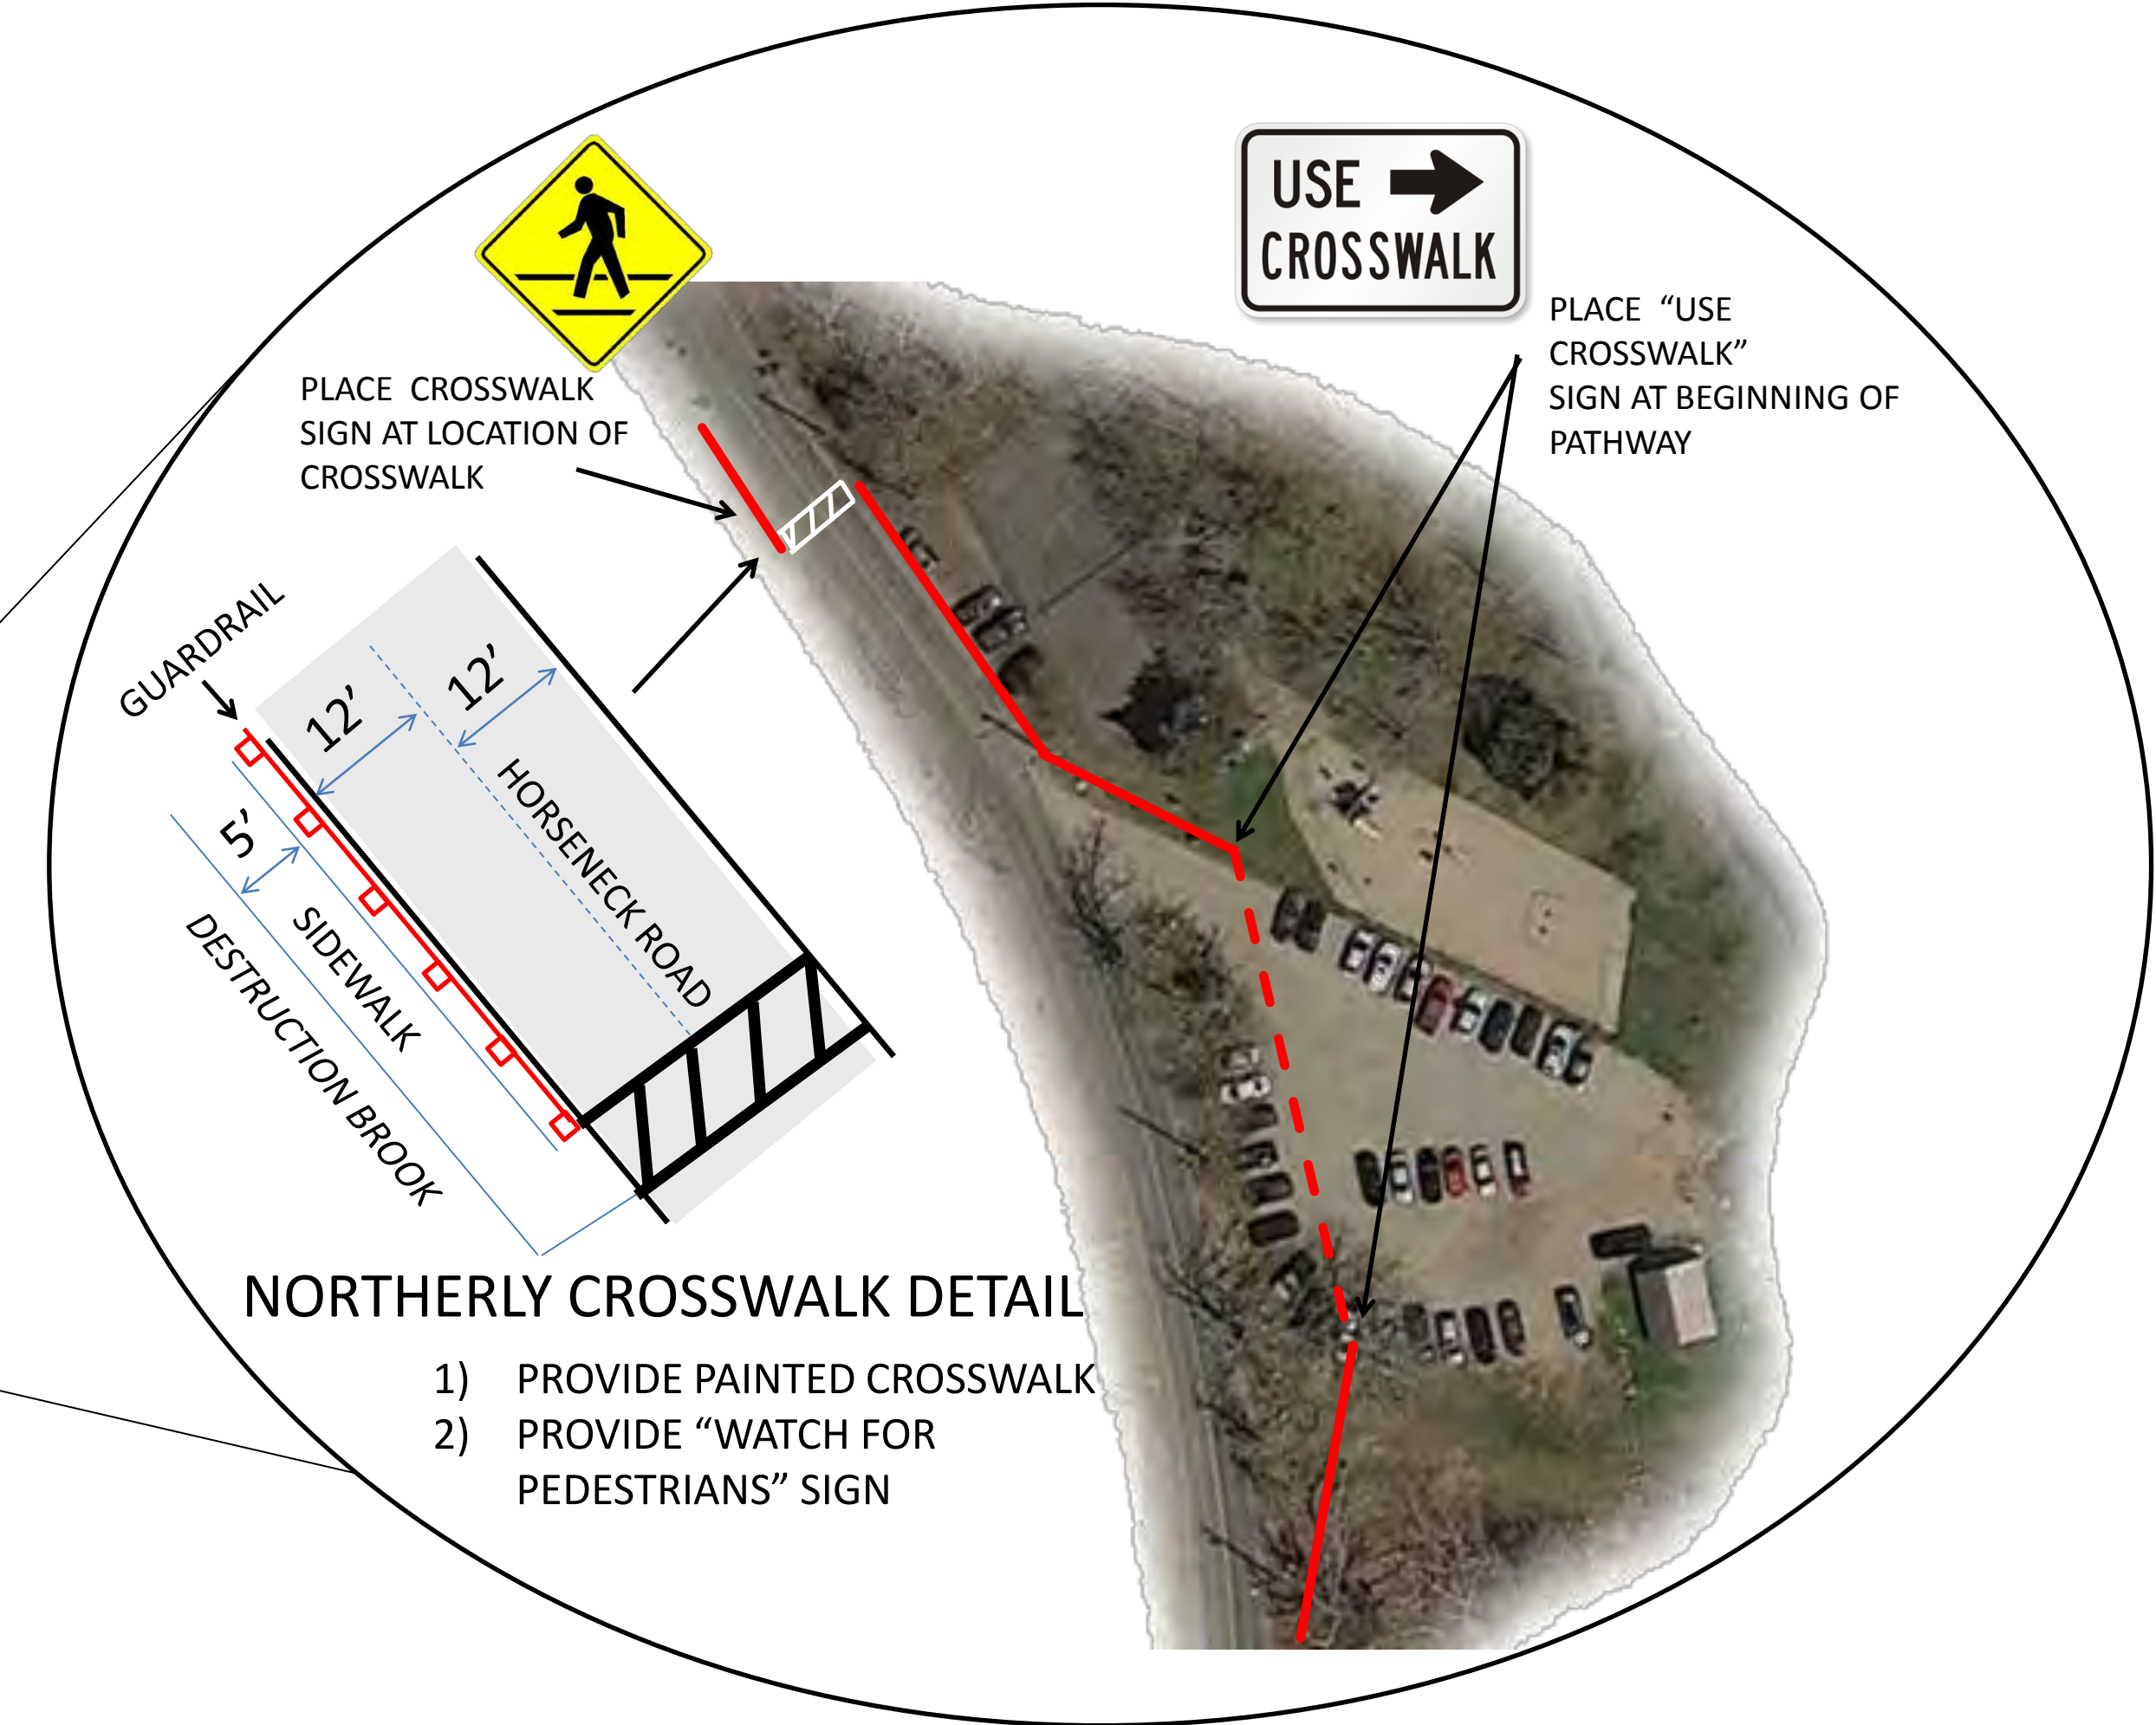 USE
CROSSWALK
PLACE “USE
CROSSWALK”
SIGN AT BEGINNING OF
PATHWAY
PLACE CROSSWALK
SIGN AT LOCATION OF
CROSSWALK
GUARDRAIL
12’
12’
HORSENECK ROAD
5’
SIDEWALK
DESTRUCTION BROOK
NORTHERLY CROSSWALK DETAIL
1) PROVIDE PAINTED CROSSWALK
2) PROVIDE “WATCH FOR
PEDESTRIANS” SIGN